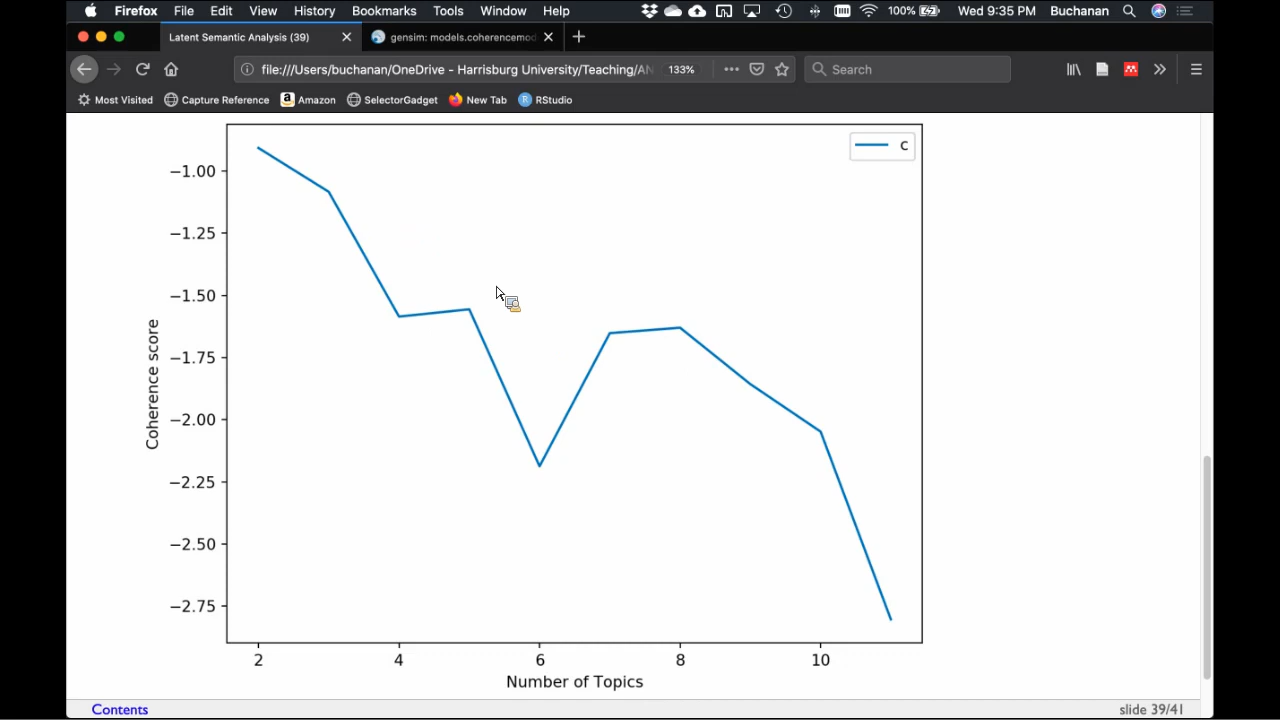 Firefox File Edit View History Bookmarks Tools Window Help 100% Wed 9:35 PM Buchanan
Latent Semantic Analysis (39) gensim: models.coherencemod
file:///Users/buchanan/OneDrive - Harrisburg University/Teaching/AN 133% Search
Most Visited Capture Reference Amazon SelectorGadget New Tab RStudio
C
−1.00
−1.25
−1.50
−1.75
−2.00
−2.25
−2.50
−2.75
Coherence score
2 4 6 8 10
Number of Topics
Contents slide 39/41